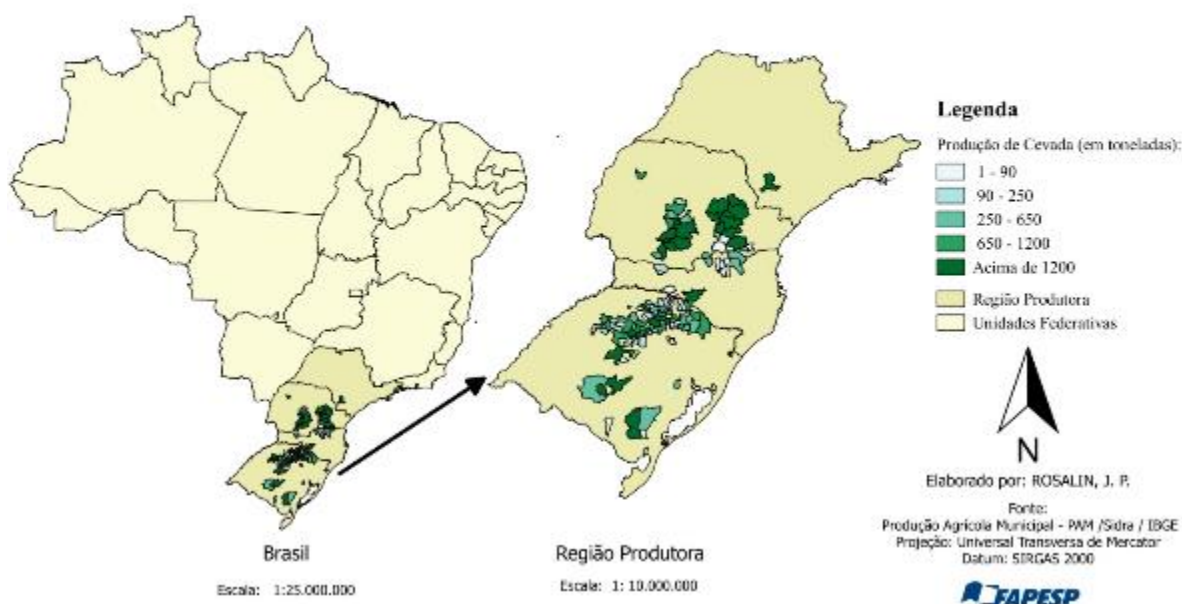 Legenda
Produção de Cevada (em toneladas):
1 - 90
90 - 250
250 - 650
650 - 1200
Acima de 1200
Região Produtora
Unidades Federativas
N
Elaborado por: ROSALIN, J. P.
Fonte:
Produção Agrícola Municipal - PAM /Sidra / IBGE
Projeção: Universal Transversa de Mercator
Datum: SIRGAS 2000
FAPESP
Brasil
Escala: 1:25.000.000
Região Produtora
Escala: 1: 10.000.000